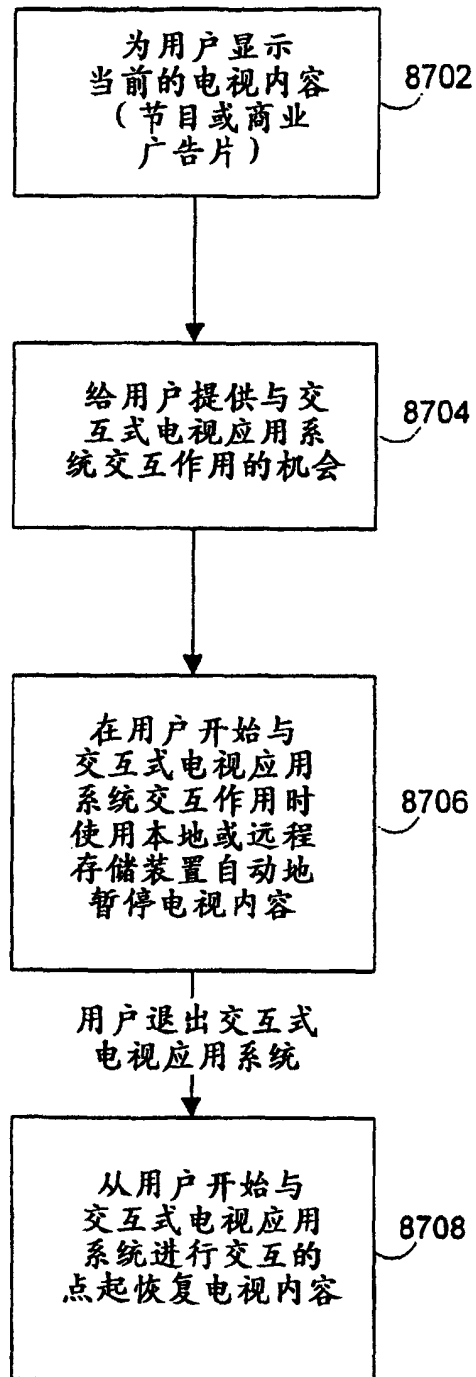 为用户显示
当前的电视内容
(节目或商业
广告片)
8702
给用户提供与交
互式电视应用系
统交互作用的机会
8704
在用户开始与
交互式电视应用
系统交互作用时
使用本地或远程
存储装置自动地
暂停电视内容
8706
用户退出交互式
电视应用系统
从用户开始与
交互式电视应用
系统进行交互的
点起恢复电视内容
8708